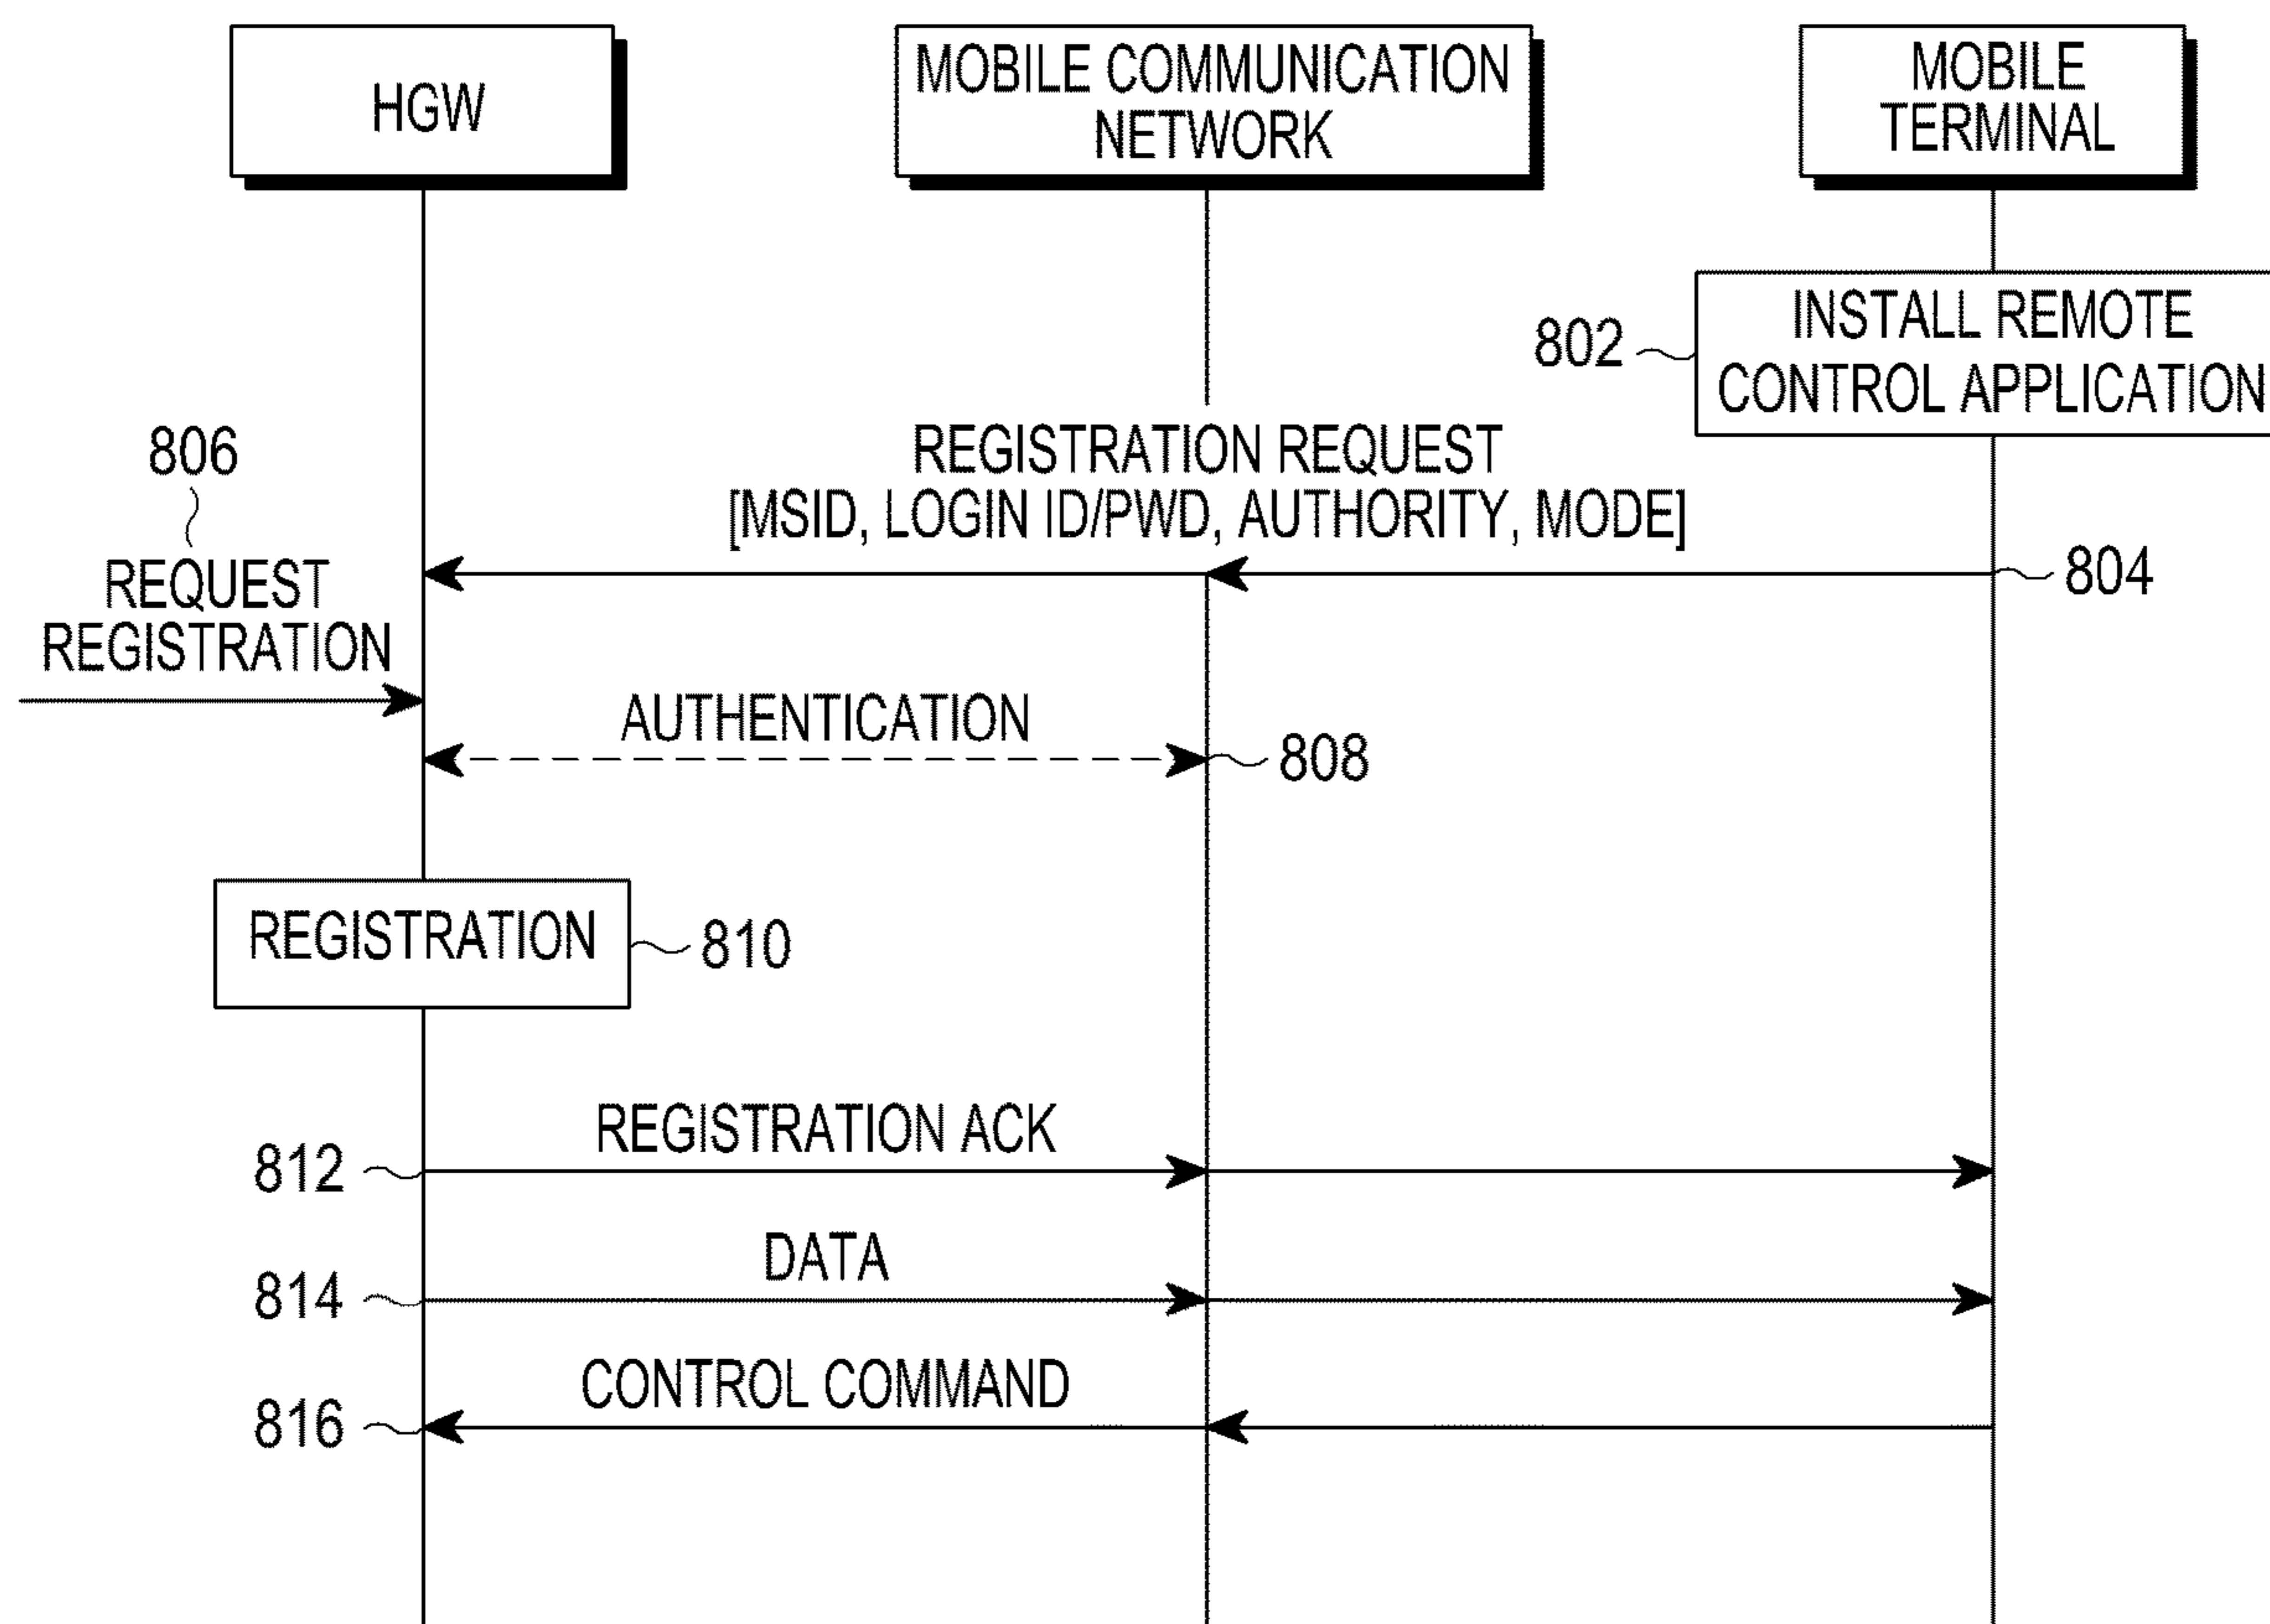 HGW
MOBILE COMMUNICATION
NETWORK
MOBILE
TERMINAL
INSTALL REMOTE
CONTROL APPLICATION
802
REGISTRATION REQUEST
[MSID, LOGIN ID/PWD, AUTHORITY, MODE]
804
806
REQUEST
REGISTRATION
AUTHENTICATION
808
REGISTRATION
810
REGISTRATION ACK
812
DATA
814
CONTROL COMMAND
816